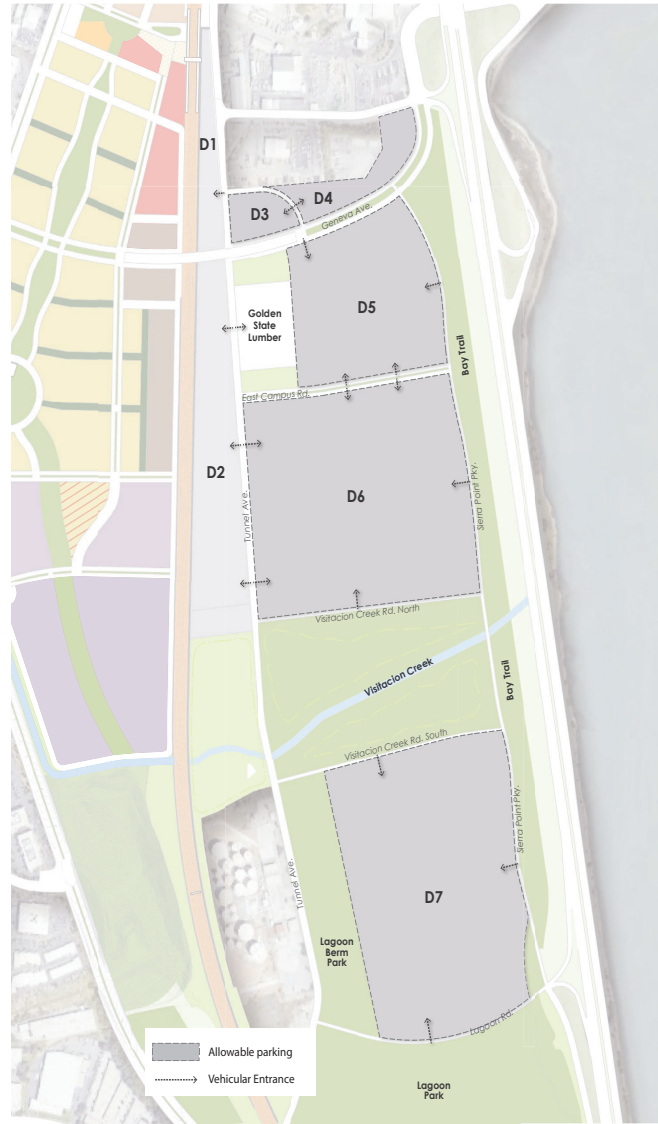 D1
D4
D3
Geneva Ave.
D5
Golden
State
Lumber
Bay Trail
East Campus Rd.
D2
D6
Tunnel Ave.
Sierra Point Pky.
Visitacion Creek Rd, North
Visitacion Creek
Bay Trail
Visitacion Creek Rd, South
Sierra Point Pky.
Tunnel Ave.
D7
Lagoon
Berm
Park
Lagoon Rd.
Allowable parking
Vehicular Entrance
Lagoon
Park